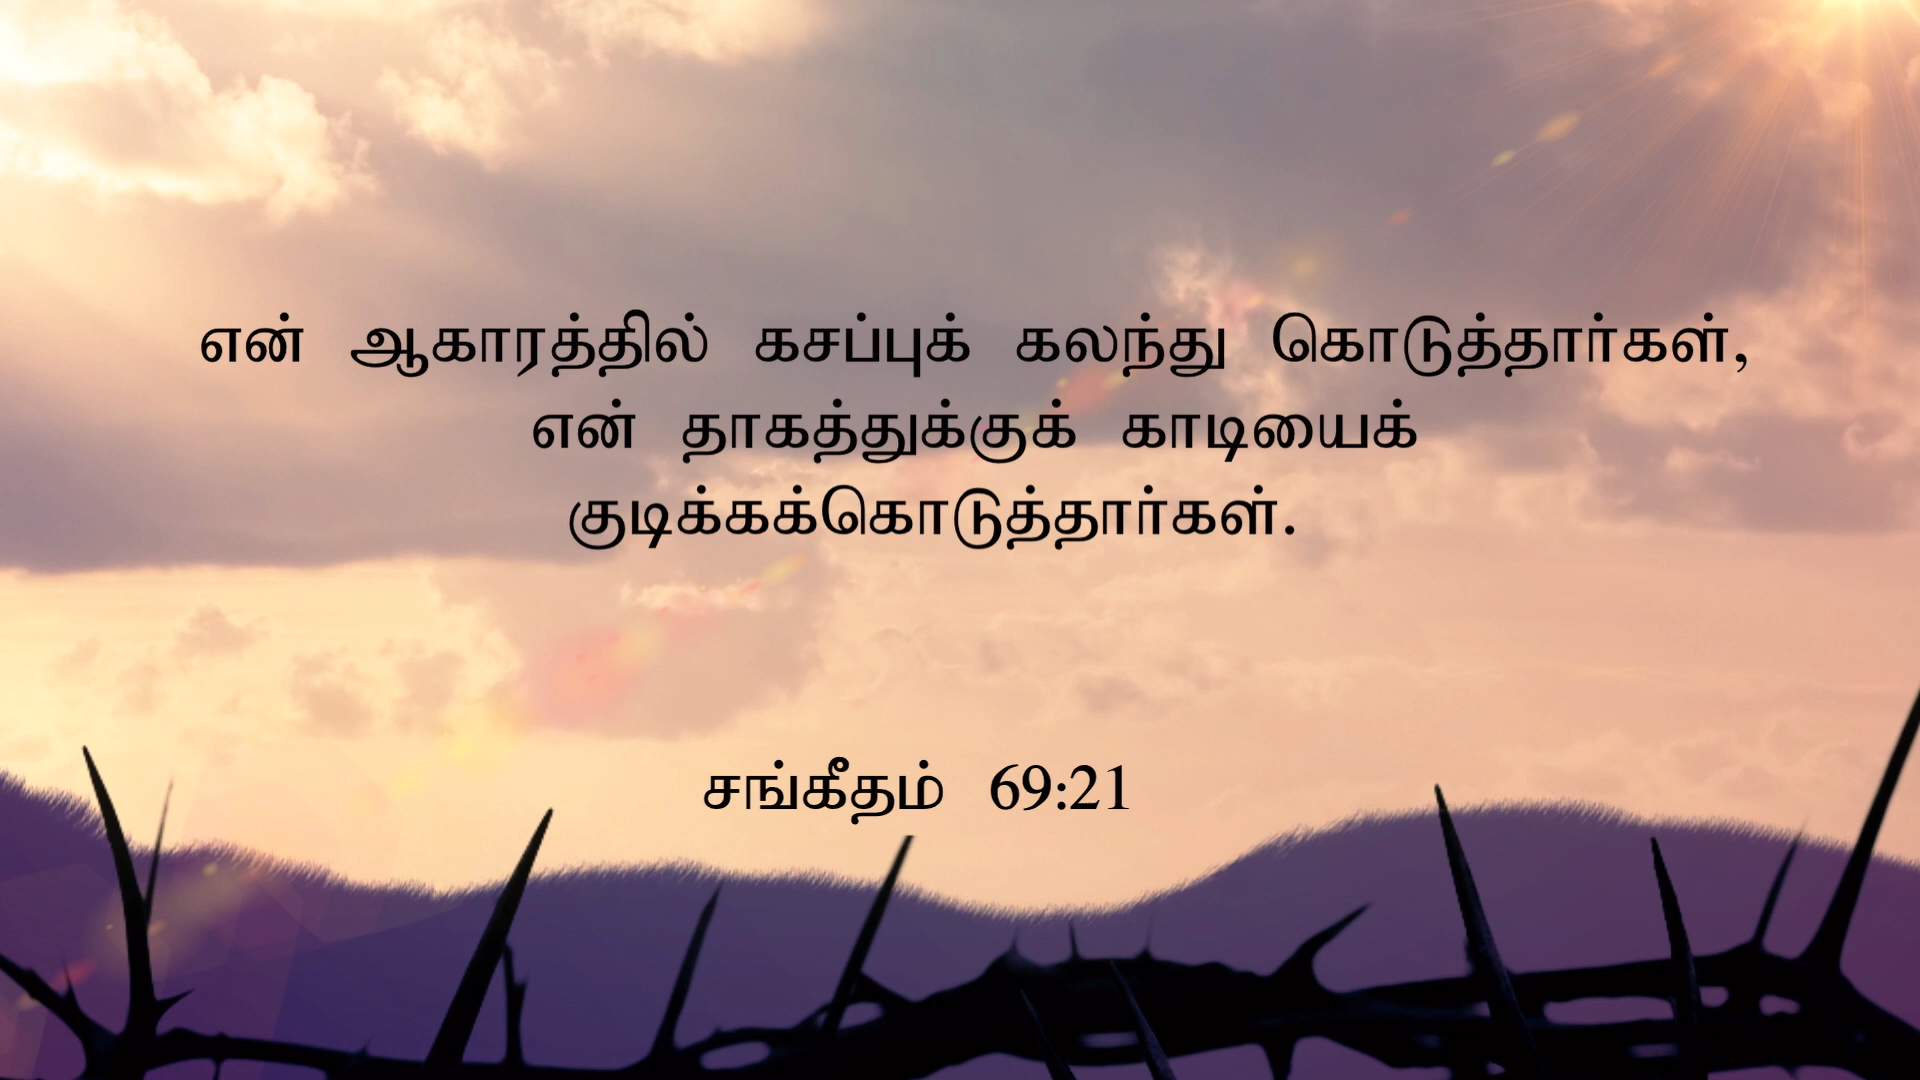 என் ஆகாரத்தில் கசப்புக் கலந்து கொடுத்தார்கள்,
என் தாகத்துக்குக் காடியைக்
குடிக்கக்கொடுத்தார்கள்.
சங்கீதம் 69:21